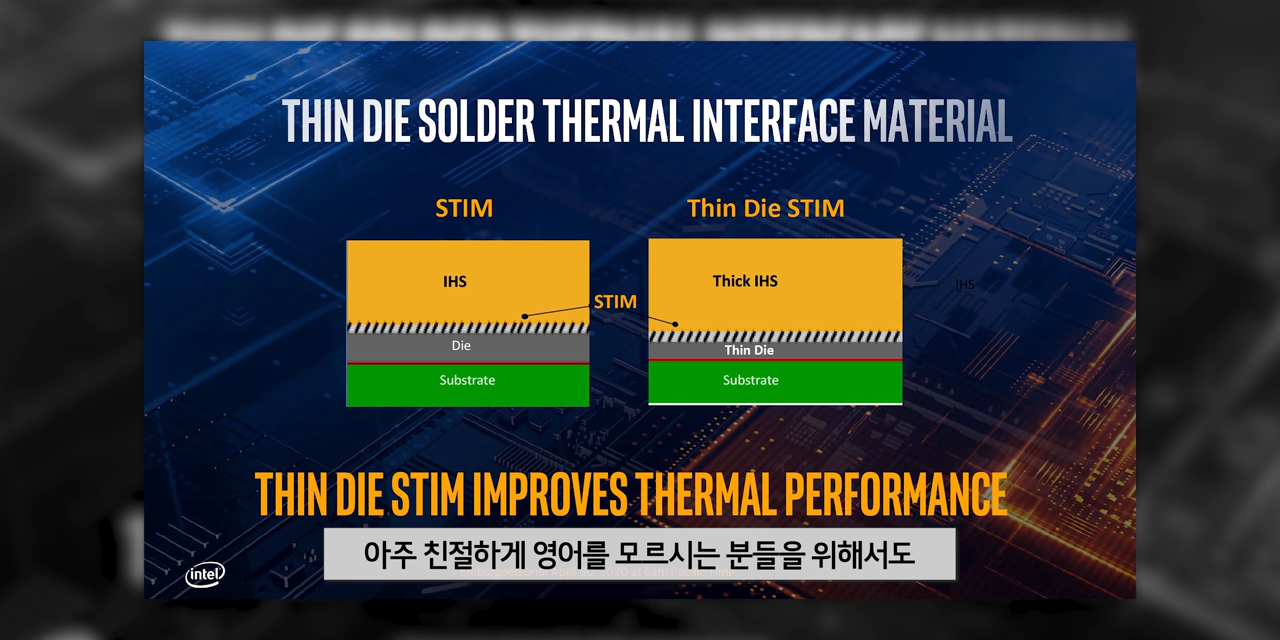 THIN DIE SOLDER THERMAL INTERFACE MATERIAL
STIM
Thin Die STIM
IHS
Thick IHS
IHS
STIM
Die
Thin Die
Substrate
Substrate
THIN DIE STIM IMPROVES THERMAL PERFORMANCE
아주 친절하게 영어를 모르시는 분들을 위해서도
intel